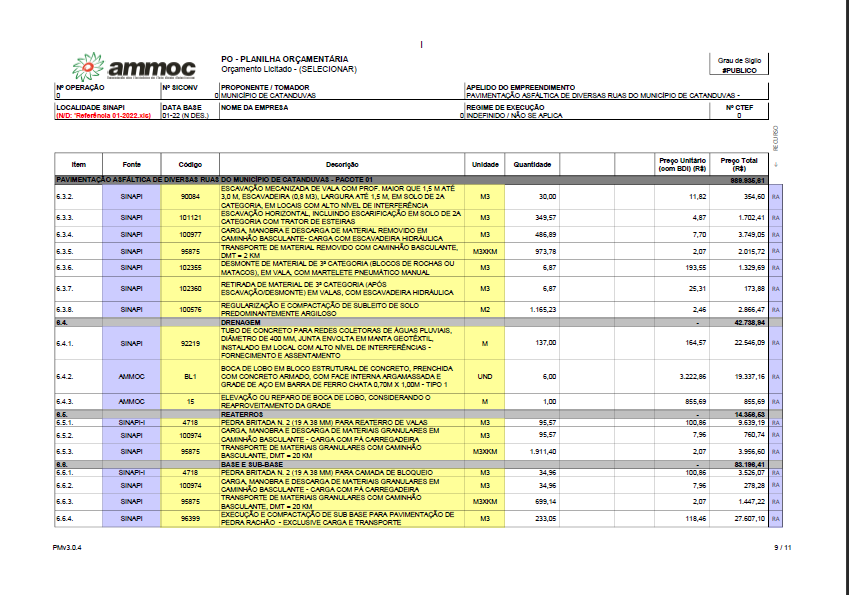 ammoc
PO - PLANILHA ORÇAMENTÁRIA
Orçamento Licitado - (SELECIONAR)
Grau de Sigilo
#PUBLICO
Nº OPERAÇÃO Nº SICONV PROPONENTE / TOMADOR APELIDO DO EMPREENDIMENTO
0 0 MUNICÍPIO DE CATANDUVAS PAVIMENTAÇÃO ASFÁLTICA DE DIVERSAS RUAS DO MUNICÍPIO DE CATANDUVAS -
LOCALIDADE SINAPI DATA BASE NOME DA EMPRESA REGIME DE EXECUÇÃO Nº CTEF
(N/D: "Referência 01-2022.xls) 01-22 (N DES.) 0 INDEFINIDO / NÃO SE APLICA 0
RECURSO
Item Fonte Código Descrição Unidade Quantidade Preço Unitário (com BDI) (R$) Preço Total (R$)
PAVIMENTAÇÃO ASFÁLTICA DE DIVERSAS RUAS DO MUNICÍPIO DE CATANDUVAS - PACOTE 01
6.3.2. SINAPI 90084 ESCAVAÇÃO MECANIZADA DE VALA COM PROF. MAIOR QUE 1,5 M ATÉ
3,0 M, ESCAVADEIRA (0,8 M3), LARGURA ATÉ 1,5 M, EM SOLO DE 2A
CATEGORIA, EM LOCAIS COM ALTO NÍVEL DE INTERFERÊNCIA M3 30,00 11,82 354,60 RA
6.3.3. SINAPI 101121 ESCAVAÇÃO HORIZONTAL, INCLUINDO ESCARIFICAÇÃO EM SOLO DE 2A
CATEGORIA COM TRATOR DE ESTEIRAS M3 349,57 4,87 1.702,41 RA
6.3.4. SINAPI 100977 CARGA, MANOBRA E DESCARGA DE MATERIAL REMOVIDO EM
CAMINHÃO BASCULANTE- CARGA COM ESCAVADEIRA HIDRÁULICA M3 486,89 7,70 3.749,05 RA
6.3.5. SINAPI 95875 TRANSPORTE DE MATERIAL REMOVIDO COM CAMINHÃO BASCULANTE,
DMT = 2 KM M3XKM 973,78 2,07 2.015,72 RA
6.3.6. SINAPI 102355 DESMONTE DE MATERIAL DE 3ª CATEGORIA (BLOCOS DE ROCHAS OU
MATACOS), EM VALA, COM MARTELETE PNEUMÁTICO MANUAL M3 6,87 193,55 1.329,69 RA
6.3.7. SINAPI 102360 RETIRADA DE MATERIAL DE 3ª CATEGORIA (APÓS
ESCAVAÇÃO/DESMONTE) EM VALAS, COM ESCAVADEIRA HIDRÁULICA M3 6,87 25,31 173,88 RA
6.3.8. SINAPI 100576 REGULARIZAÇÃO E COMPACTAÇÃO DE SUBLEITO DE SOLO
PREDOMINANTEMENTE ARGILOSO M2 1.165,23 2,46 2.866,47 RA
6.4. DRENAGEM - 42.738,94
6.4.1. SINAPI 92219 TUBO DE CONCRETO PARA REDES COLETORAS DE ÁGUAS PLUVIAIS,
DIÂMETRO DE 400 MM, JUNTA ENVOLTA EM MANTA GEOTÊXTIL,
INSTALADO EM LOCAL COM ALTO NÍVEL DE INTERFERÊNCIAS -
FORNECIMENTO E ASSENTAMENTO M 137,00 164,57 22.546,09 RA
6.4.2. AMMOC BL1 BOCA DE LOBO EM BLOCO ESTRUTURAL DE CONCRETO, PRENCHIDA
COM CONCRETO ARMADO, COM FACE INTERNA ARGAMASSADA E
GRADE DE AÇO EM BARRA DE FERRO CHATA 0,70M X 1,00M - TIPO 1 UND 6,00 3.222,86 19.337,16 RA
6.4.3. AMMOC 15 ELEVAÇÃO OU REPARO DE BOCA DE LOBO, CONSIDERANDO O
REAPROVEITAMENTO DA GRADE M 1,00 855,69 855,69 RA
6.5. REATERROS - 14.356,53
6.5.1. SINAPI-I 4718 PEDRA BRITADA N. 2 (19 A 38 MM) PARA REATERRO DE VALAS M3 95,57 100,86 9.639,19 RA
6.5.2. SINAPI 100974 CARGA, MANOBRA E DESCARGA DE MATERIAIS GRANULARES EM
CAMINHÃO BASCULANTE - CARGA COM PÁ CARREGADEIRA M3 95,57 7,96 760,74 RA
6.5.3. SINAPI 95875 TRANSPORTE DE MATERIAIS GRANULARES COM CAMINHÃO
BASCULANTE, DMT = 20 KM M3XKM 1.911,40 2,07 3.956,60 RA
6.6. BASE E SUB-BASE - 83.196,41
6.6.1. SINAPI-I 4718 PEDRA BRITADA N. 2 (19 A 38 MM) PARA CAMADA DE BLOQUEIO M3 34,96 100,86 3.526,07 RA
6.6.2. SINAPI 100974 CARGA, MANOBRA E DESCARGA DE MATERIAIS GRANULARES EM
CAMINHÃO BASCULANTE - CARGA COM PÁ CARREGADEIRA M3 34,96 7,96 278,28 RA
6.6.3. SINAPI 95875 TRANSPORTE DE MATERIAIS GRANULARES COM CAMINHÃO
BASCULANTE, DMT = 20 KM M3XKM 699,14 2,07 1.447,22 RA
6.6.4. SINAPI 96399 EXECUÇÃO E COMPACTAÇÃO DE SUB BASE PARA PAVIMENTAÇÃO DE
PEDRA RACHÃO - EXCLUSIVE CARGA E TRANSPORTE M3 233,05 118,46 27.607,10 RA
PMv3.0.4 9 / 11